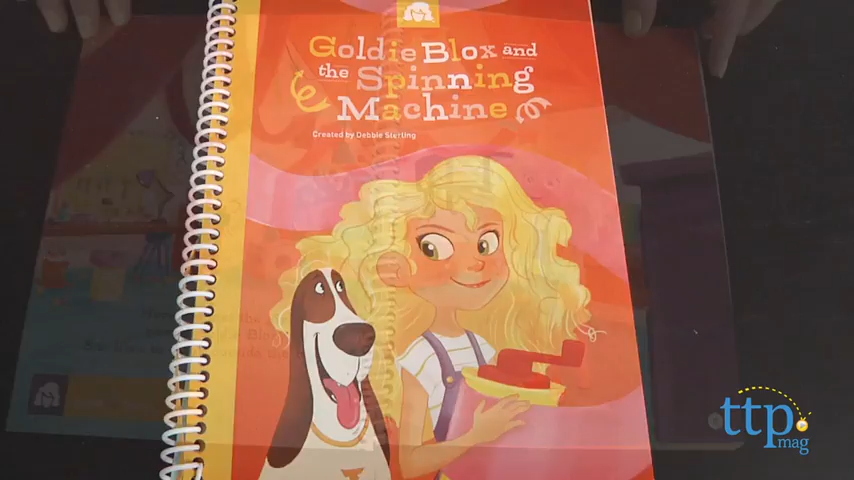 Goldie Blox and
the Spinning
Machine
Created by Debbie Sterling
ttp
mag